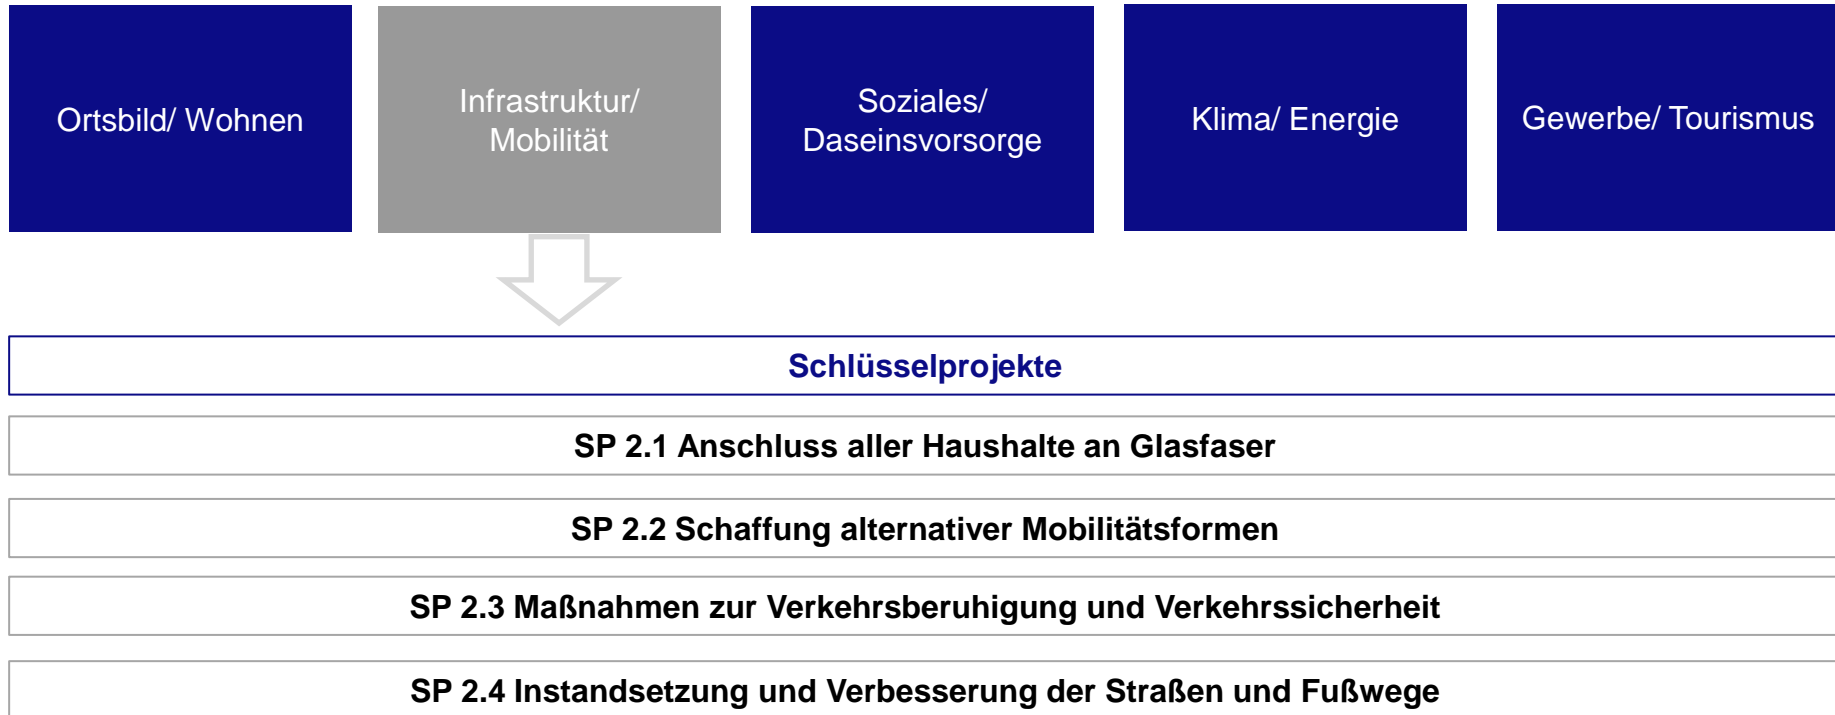 Ortsbild/ Wohnen
Infrastruktur/
Mobilität
Soziales/
Daseinsvorsorge
Klima/ Energie
Gewerbe/ Tourismus
Schlüsselprojekte
SP 2.1 Anschluss aller Haushalte an Glasfaser
SP 2.2 Schaffung alternativer Mobilitätsformen
SP 2.3 Maßnahmen zur Verkehrsberuhigung und Verkehrssicherheit
SP 2.4 Instandsetzung und Verbesserung der Straßen und Fußwege